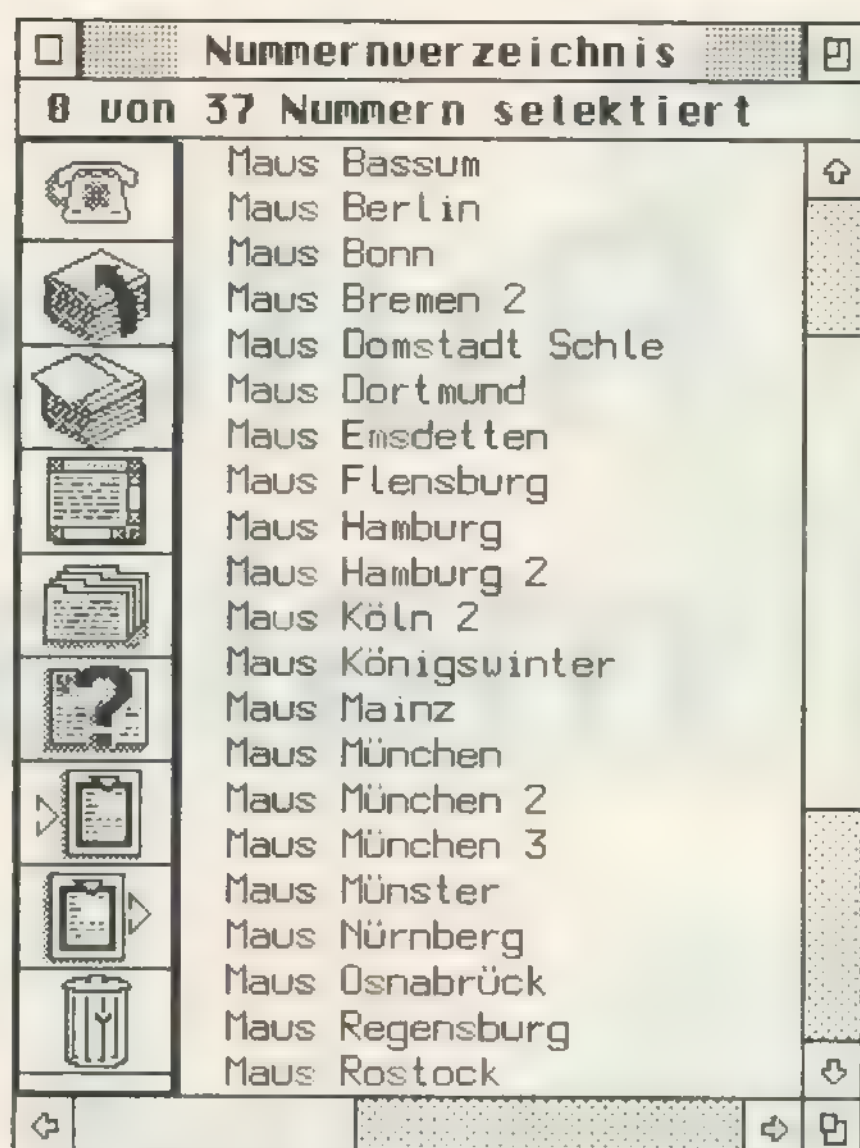 Nummernverzeichnis
0 von 37 Nummern selektiert
Maus Bassum
Maus Berlin
Maus Bonn
Maus Bremen 2
Maus Domstadt Schle
Maus Dortmund
Maus Emsdetten
Maus Flensburg
Maus Hamburg
Maus Hamburg 2
Maus Köln 2
Maus Königswinter
Maus Mainz
Maus München
Maus München 2
Maus München 3
Maus Münster
Maus Nürnberg
Maus Osnabrück
Maus Regensburg
Maus Rostock